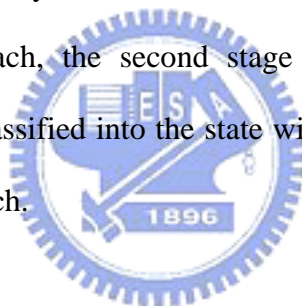 ach, the second stage
E S A
assified into the state wi
1896
ch.